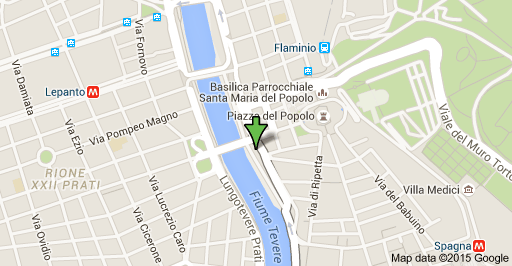 Via Fornovo
Flaminio
Via Damiata
Lepanto M
Basilica Parrocchiale
Santa Maria del Popolo
Piazza del Popolo
Via Pompeo Magno
Via Ezio
Viale del Muro Torto
RIONE
XXII PRATI
Via di Ripetta
Villa Medici
Via Lucrezio Caro
Lungotevere Prati
Fiume Tevere
Via del Babuino
Via Ovidio
Via Cicerone
Spagna M
Map data ©2015 Google